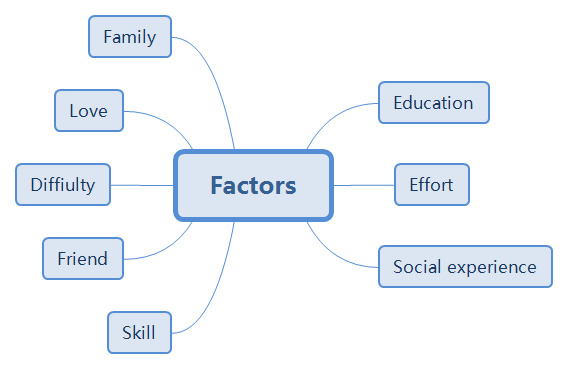 Family
Love
Diffiulty
Friend
Skill
Factors
Education
Effort
Social experience